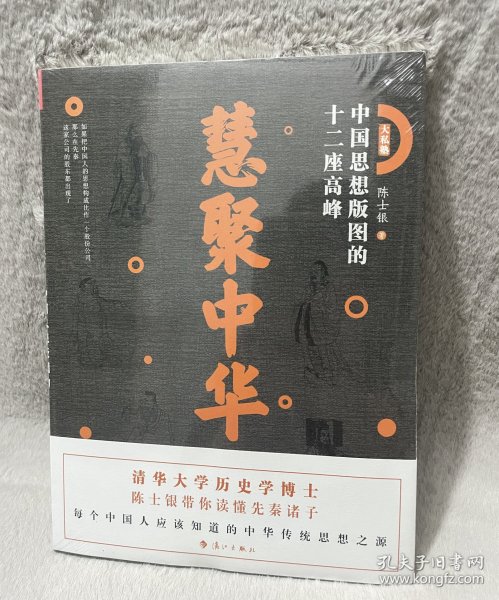 大私塾
中国思想版图的
十二座高峰
陈士银 著
慧聚中华
如果把中国人的思想构成比作一个股份公司
那么在先秦
这家公司的股东都出现了
清华大学历史学博士
陈士银带你读懂先秦诸子
每个中国人应该知道的中华传统思想之源
漓江出版社
孔夫子旧书网
www.kongfz.com